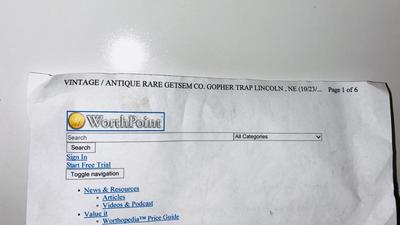 VINTAGE / ANTIQUE RARE GETSEM CO. GOPHER TRAP LINCOLN , NE (10/23/... Page 1 of 6
WorthPoint
Search All Categories
Search
Sign In
Start Free Trial
Toggle navigation
• News & Resources
▪ Articles
▪ Videos & Podcast
• Value it
▪ Worthopedia™ Price Guide